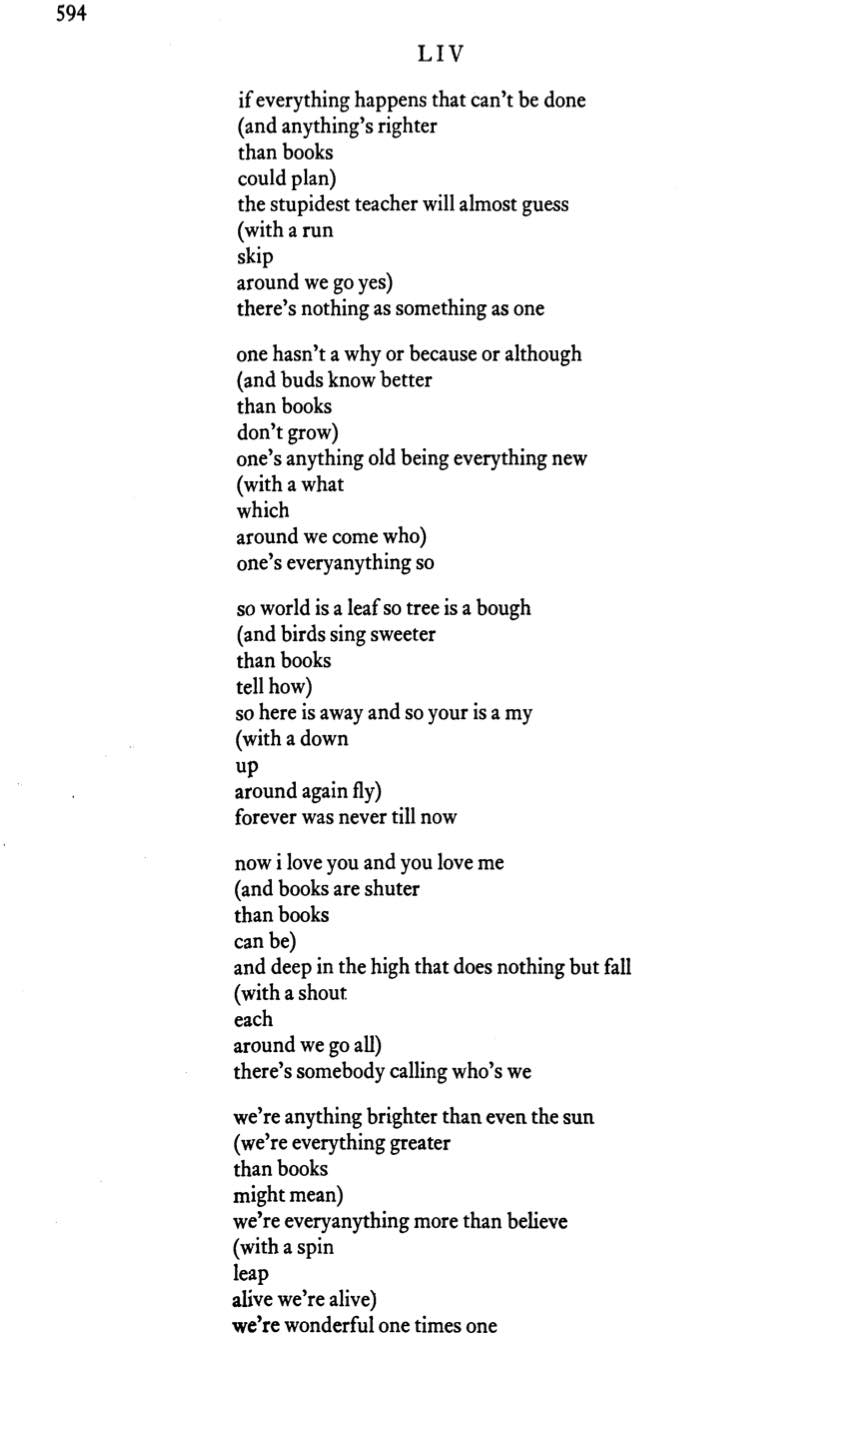 594
LIV
if everything happens that can't be done
(and anything's righter
than books
could plan)
the stupidest teacher will almost guess
(with a run
skip
around we go yes)
there's nothing as something as one
one hasn't a why or because or although
(and buds know better
than books
don't grow)
one's anything old being everything new
(with a what
which
around we come who)
one's everyanything so
so world is a leaf so tree is a bough
(and birds sing sweeter
than books
tell how)
so here is away and so your is a my
(with a down
up
around again fly)
forever was never till now
now i love you and you love me
(and books are shuter
than books
can be)
and deep in the high that does nothing but fall
(with a shout
each
around we go all)
there's somebody calling who's we
we're anything brighter than even the sun
(we're everything greater
than books
might mean)
we're everyanything more than believe
(with a spin
leap
alive we're alive)
we're wonderful one times one